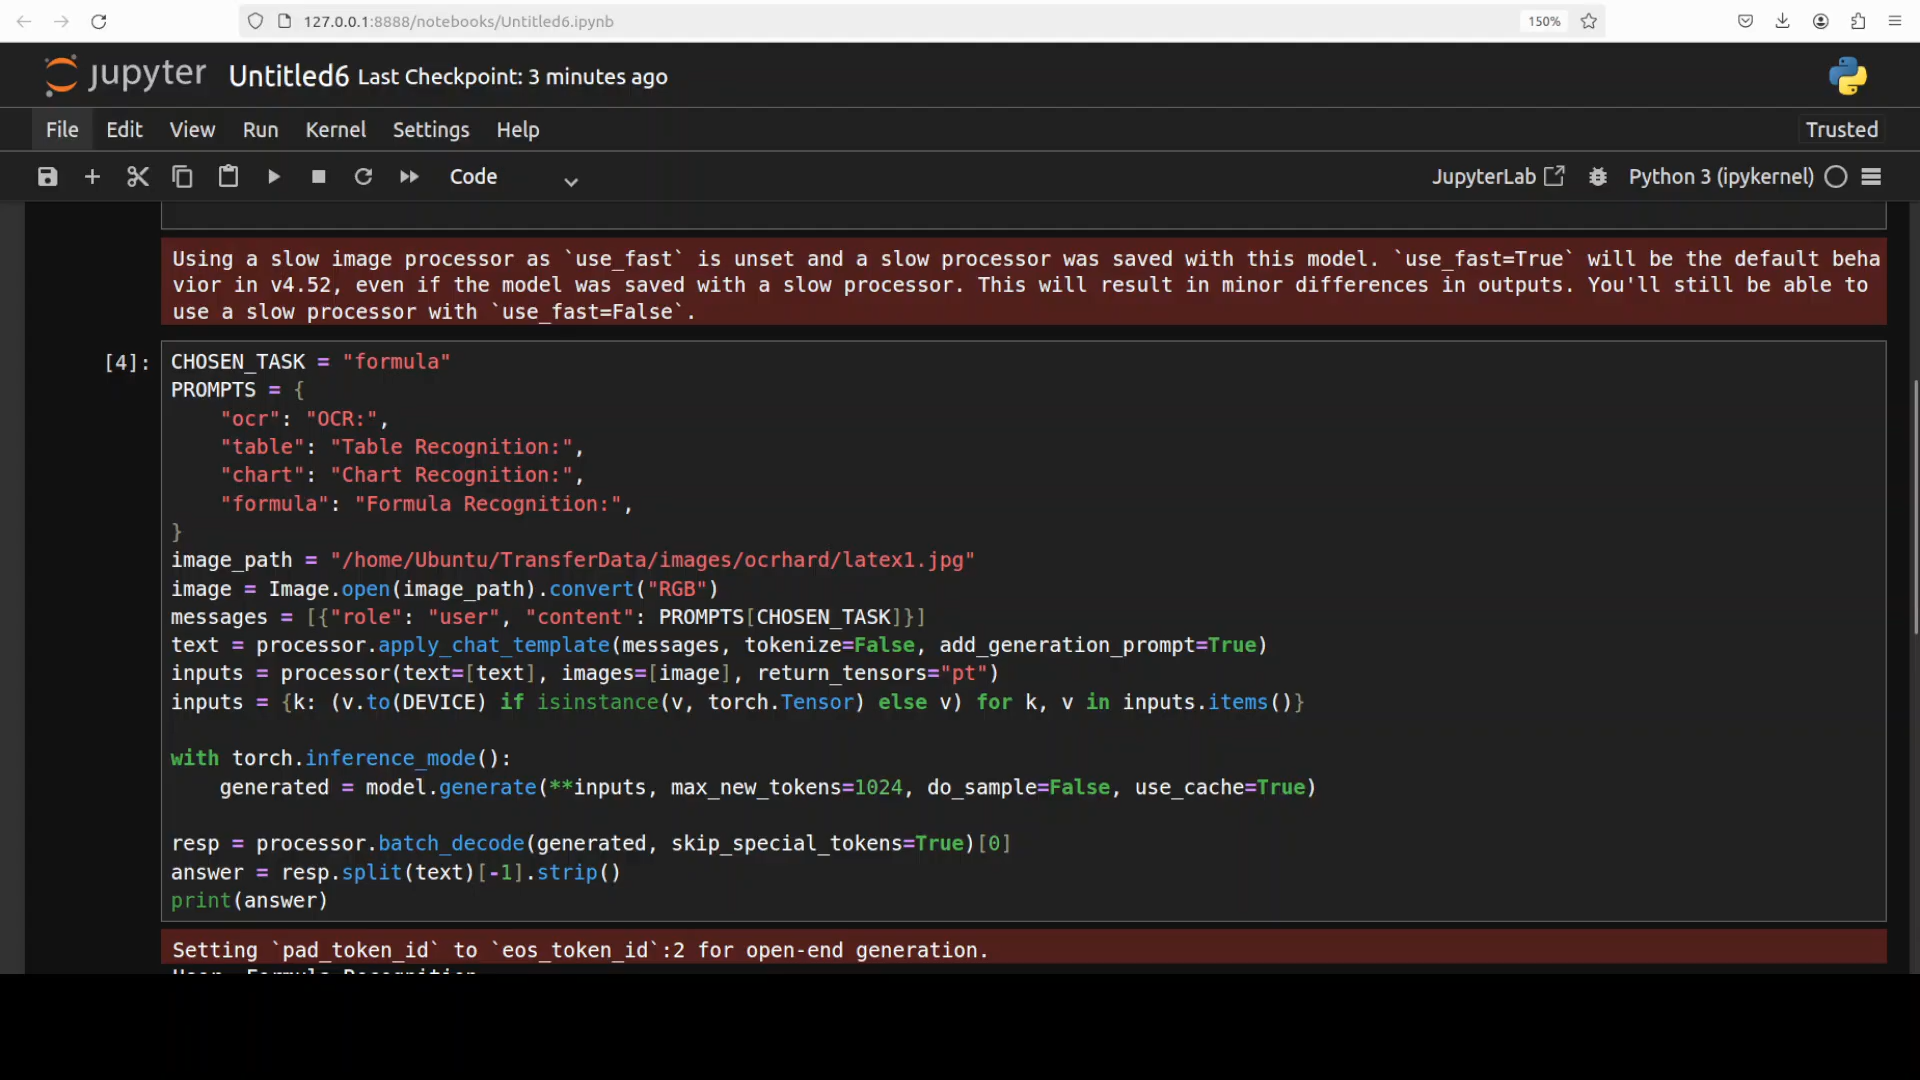 127.0.0.1:8888/notebooks/Untitled6.ipynb
150%
jupyter Untitled6 Last Checkpoint: 3 minutes ago
File Edit View Run Kernel Settings Help
Trusted
Code
JupyterLab
Python 3 (ipykernel)
Using a slow image processor as `use_fast` is unset and a slow processor was saved with this model. `use_fast=True` will be the default beha
vior in v4.52, even if the model was saved with a slow processor. This will result in minor differences in outputs. You'll still be able to
use a slow processor with `use_fast=False`.
[4]:
CHOSEN_TASK = "formula"
PROMPTS = {
    "ocr": "OCR:",
    "table": "Table Recognition:",
    "chart": "Chart Recognition:",
    "formula": "Formula Recognition:",
}
image_path = "/home/Ubuntu/TransferData/images/ocrhard/latex1.jpg"
image = Image.open(image_path).convert("RGB")
messages = [{"role": "user", "content": PROMPTS[CHOSEN_TASK]}]
text = processor.apply_chat_template(messages, tokenize=False, add_generation_prompt=True)
inputs = processor(text=[text], images=[image], return_tensors="pt")
inputs = {k: (v.to(DEVICE) if isinstance(v, torch.Tensor) else v) for k, v in inputs.items()}
with torch.inference_mode():
    generated = model.generate(**inputs, max_new_tokens=1024, do_sample=False, use_cache=True)
resp = processor.batch_decode(generated, skip_special_tokens=True)[0]
answer = resp.split(text)[-1].strip()
print(answer)
Setting `pad_token_id` to `eos_token_id`:2 for open-end generation.